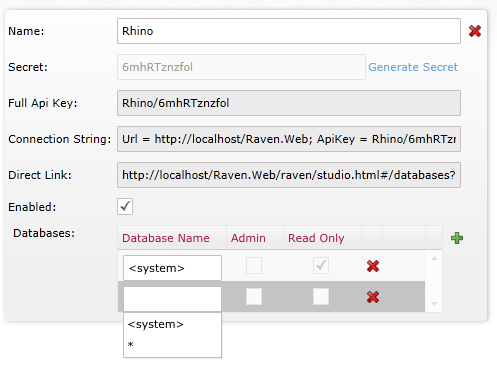 Name: Rhino
Secret: 6mhRTznzfol Generate Secret
Full Api Key: Rhino/6mhRTznzfol
Connection String: Url = http://localhost/Raven.Web; ApiKey = Rhino/6mhRTzn
Direct Link: http://localhost/Raven.Web/raven/studio.html#/databases?
Enabled:
Databases: Database Name Admin Read Only
<system>
<system>
*